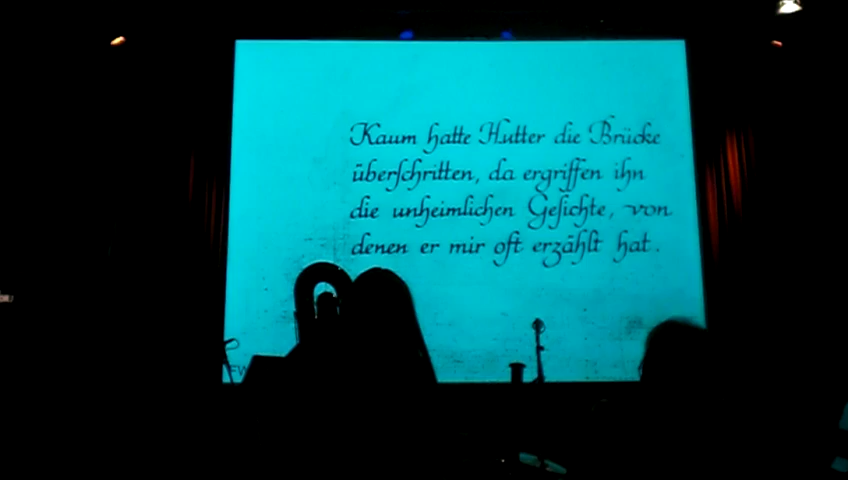 Kaum hatte Hutter die Brücke
überschritten, da ergriffen ihn
die unheimlichen Gesichte, von
denen er mir oft erzählt hat.